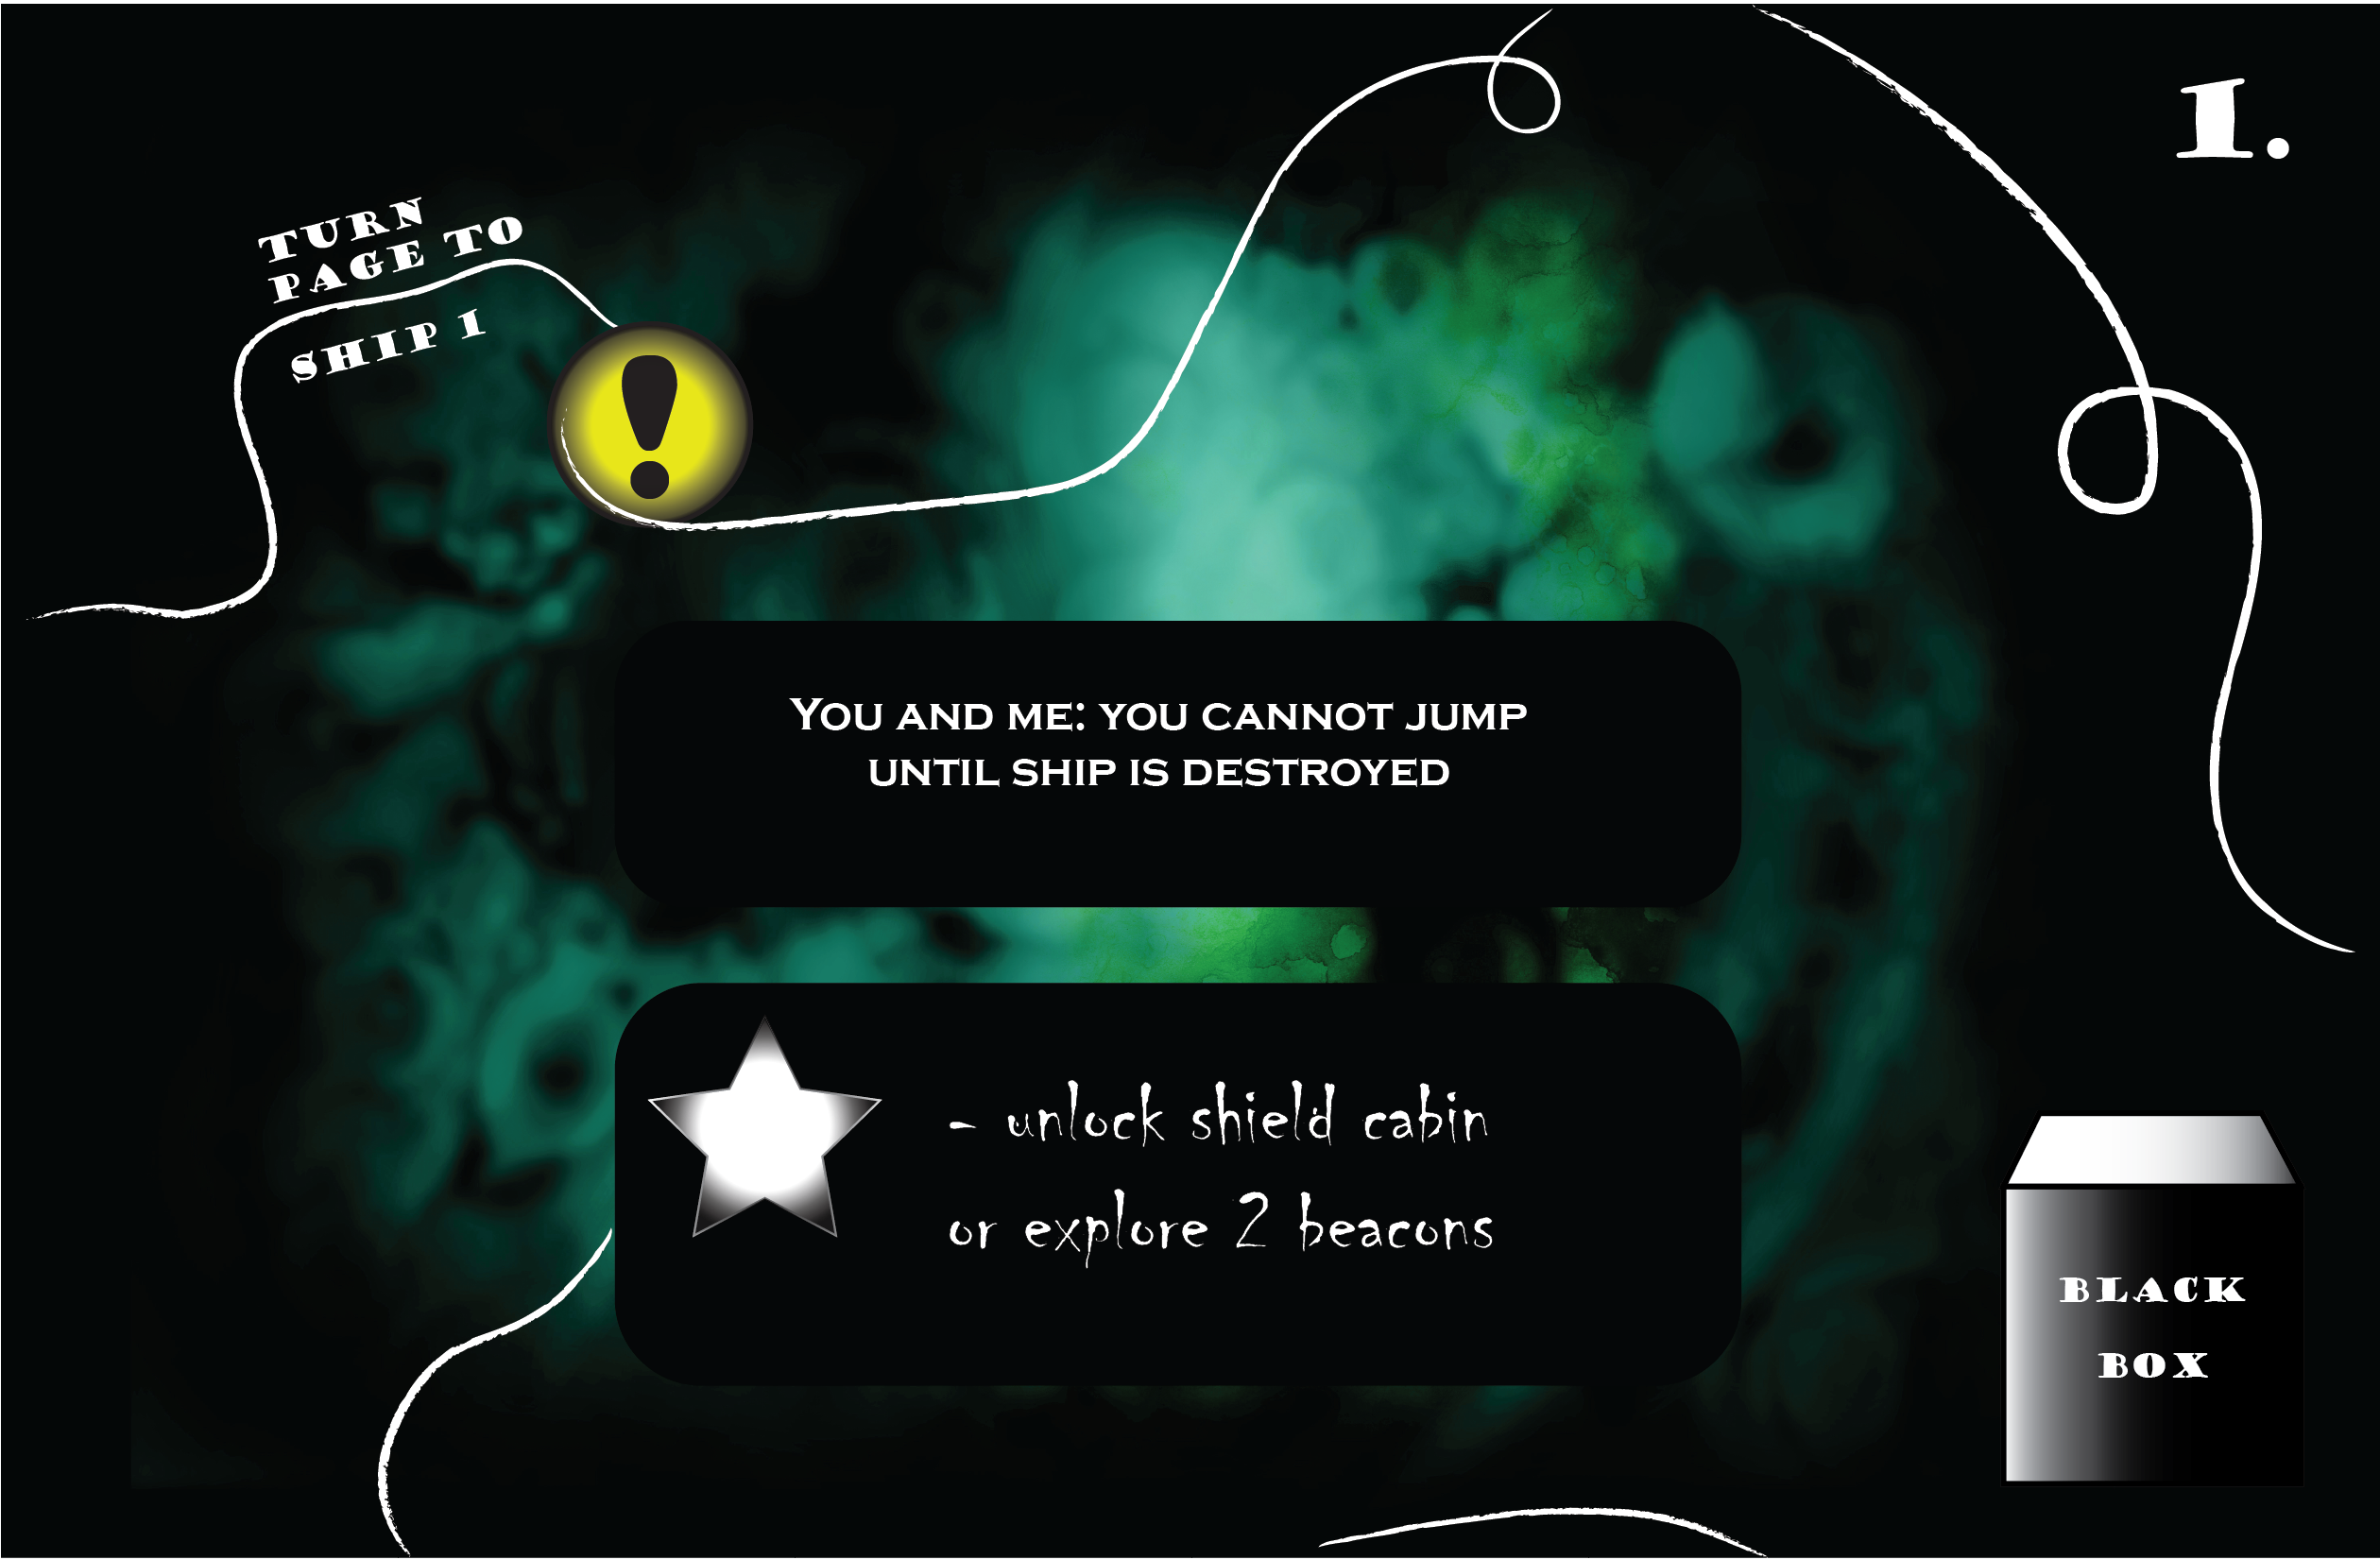 1.
TURN
PAGE TO
SHIP 1
!
YOU AND ME: YOU CANNOT JUMP
UNTIL SHIP IS DESTROYED
- unlock shield cabin
or explore 2 beacons
BLACK
BOX